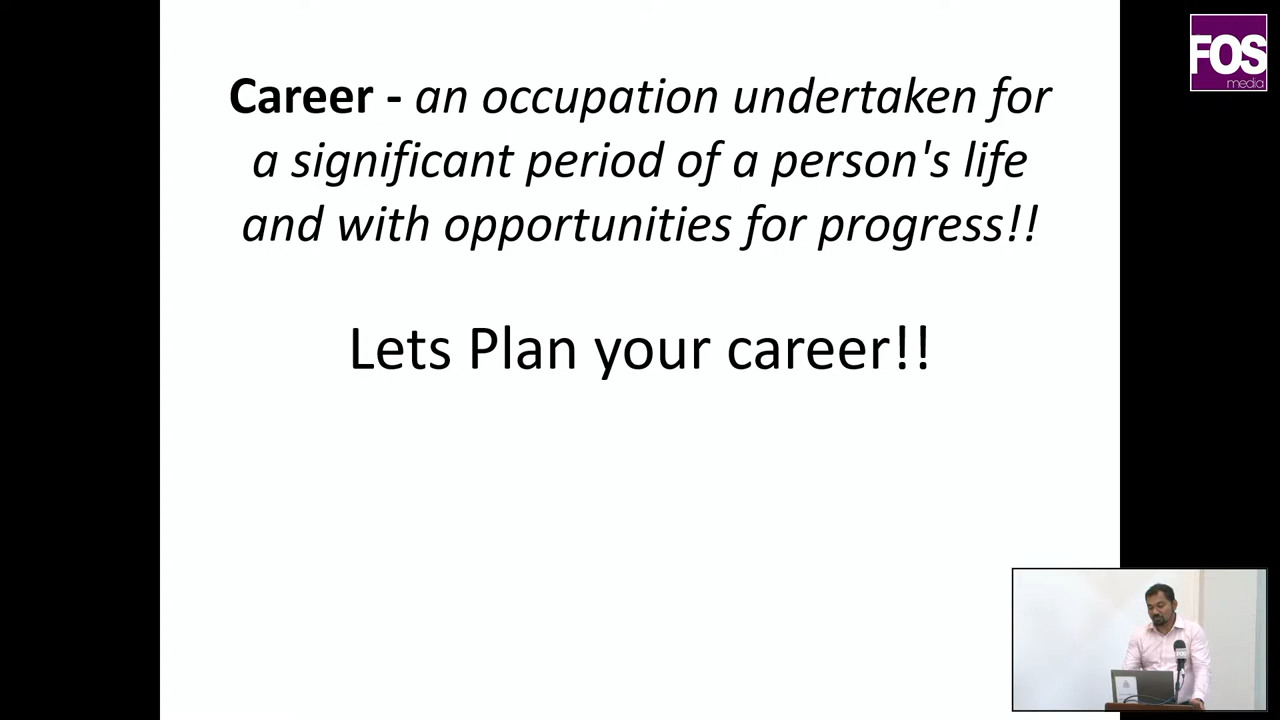 FOS
media
Career - an occupation undertaken for
a significant period of a person's life
and with opportunities for progress!!
Lets Plan your career!!
FOS